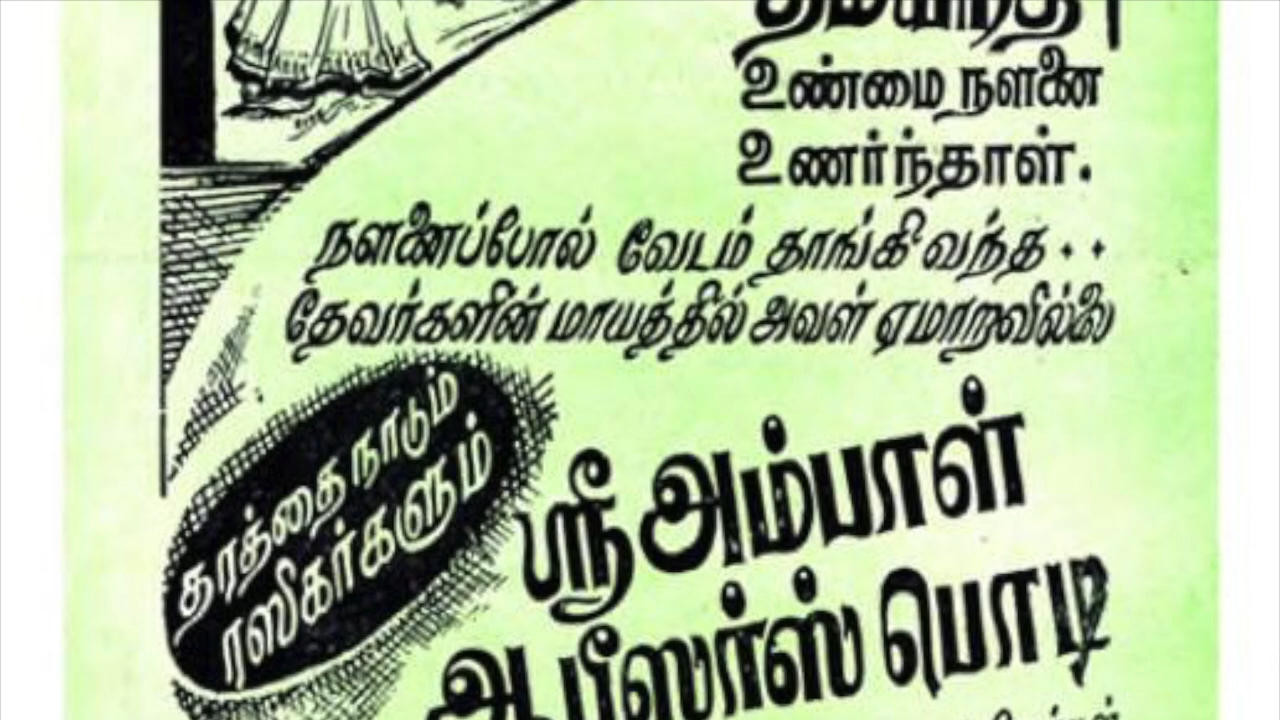 தமயந்தி
உண்மை நளனை
உணர்ந்தாள்.
நளனைப்போல் வேடம் தாங்கி வந்த..
தேவர்களின் மாயத்தில் அவள் ஏமாறவில்லை
தரத்தை நாடும்
ரஸிகர்களும்
ஸ்ரீ அம்பாள்
ஆபீஸர்ஸ் பொடி